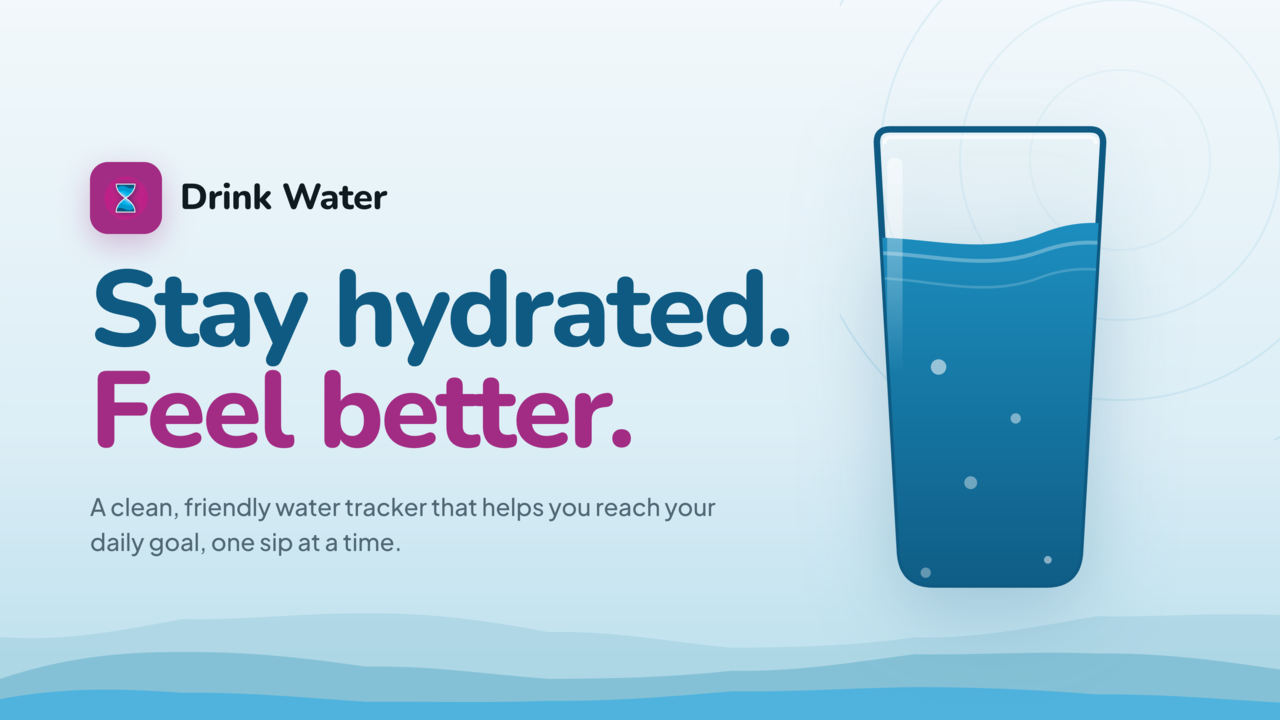 Drink Water
Stay hydrated.
Feel better.
A clean, friendly water tracker that helps you reach your
daily goal, one sip at a time.